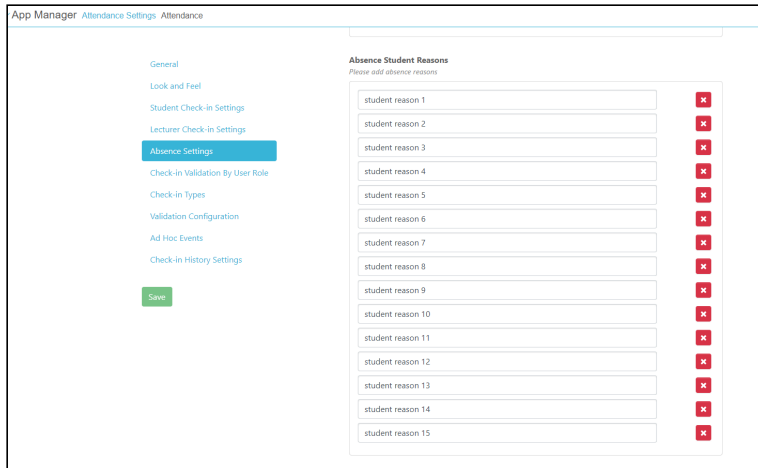 App Manager Attendance Settings Attendance
General
Look and Feel
Student Check-in Settings
Lecturer Check-in Settings
Absence Settings
Check-in Validation By User Role
Check-in Types
Validation Configuration
Ad Hoc Events
Check-in History Settings
Save
Absence Student Reasons
Please add absence reasons
student reason 1
student reason 2
student reason 3
student reason 4
student reason 5
student reason 6
student reason 7
student reason 8
student reason 9
student reason 10
student reason 11
student reason 12
student reason 13
student reason 14
student reason 15